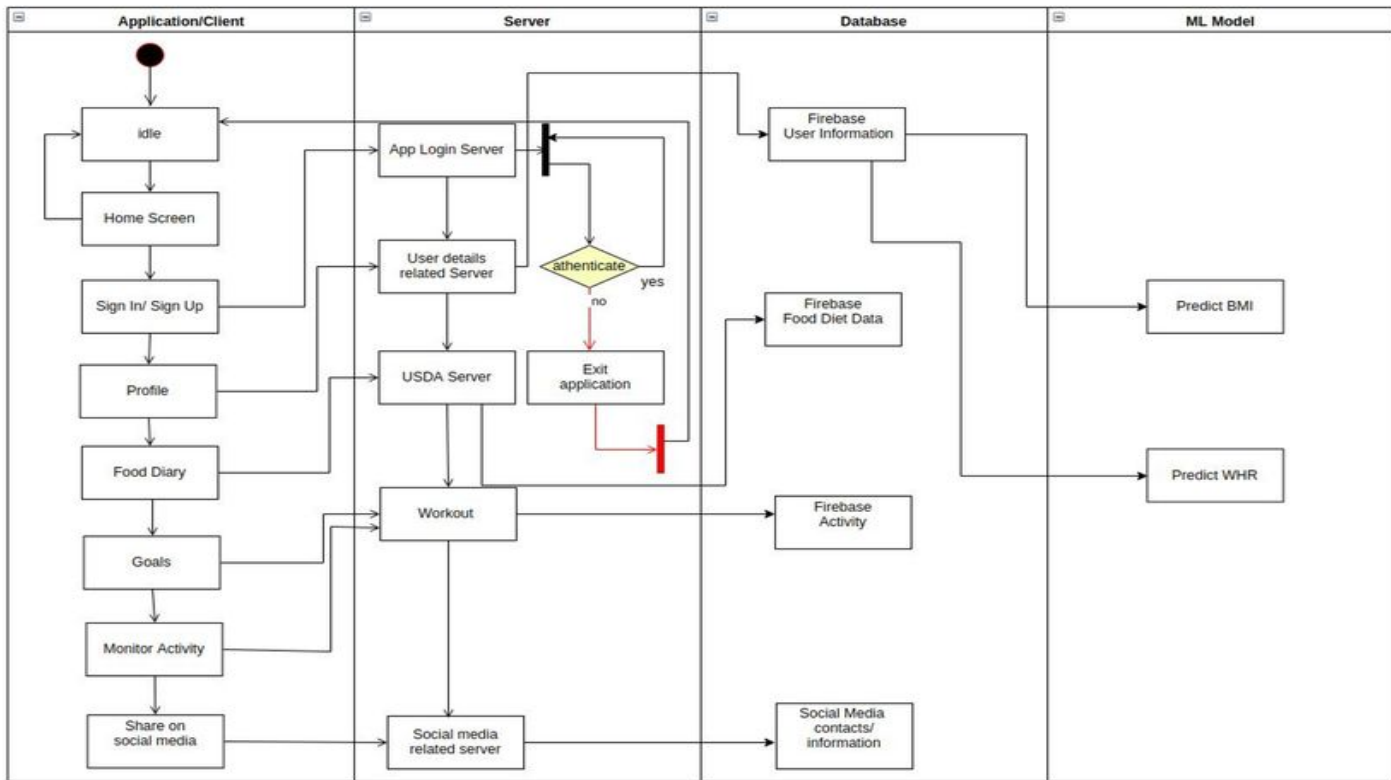 Application/Client
Server
Database
ML Model
idle
Home Screen
Sign In/ Sign Up
Profile
Food Diary
Goals
Monitor Activity
Share on
social media
App Login Server
User details
related Server
athenticate
yes
no
USDA Server
Exit
application
Workout
Social media
related server
Firebase
User Information
Firebase
Food Diet Data
Firebase
Activity
Social Media
contacts/
information
Predict BMI
Predict WHR